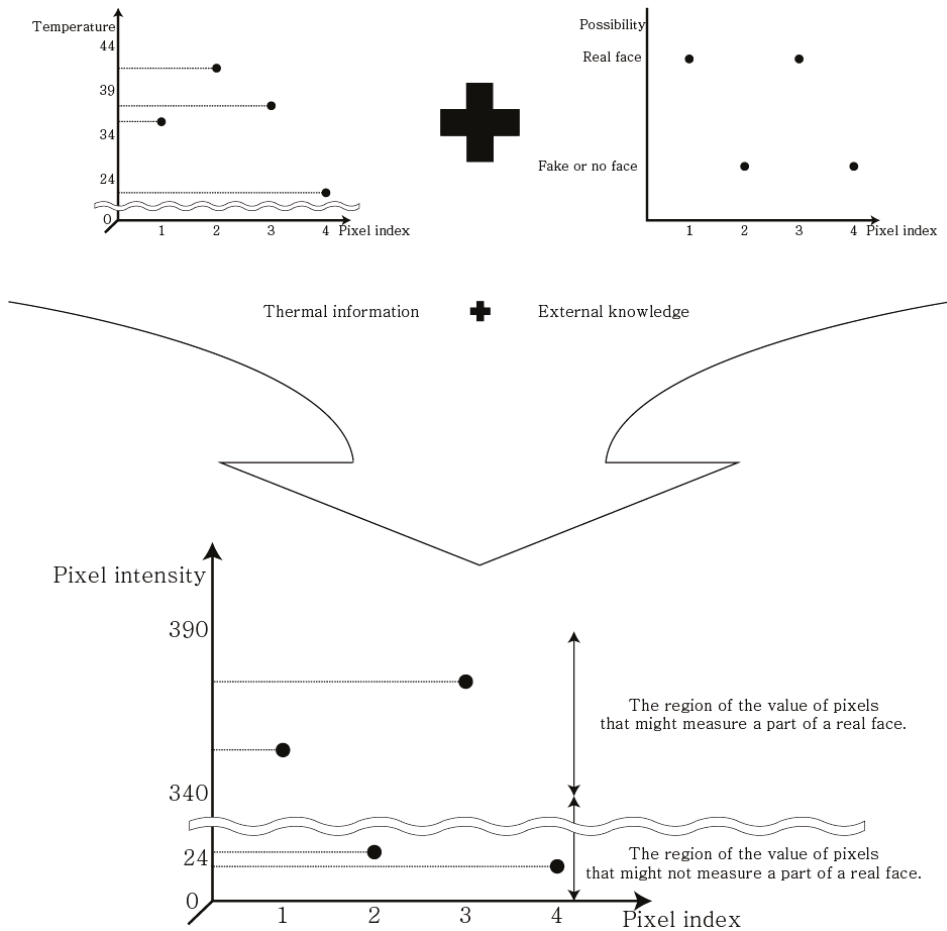 Temperature
44
39
34
24
0
1 2 3 4 Pixel index
Possibility
Real face
Fake or no face
1 2 3 4 Pixel index
Thermal information
External knowledge
Pixel intensity
390
340
24
0
1 2 3 4 Pixel index
The region of the value of pixels
that might measure a part of a real face.
The region of the value of pixels
that might not measure a part of a real face.